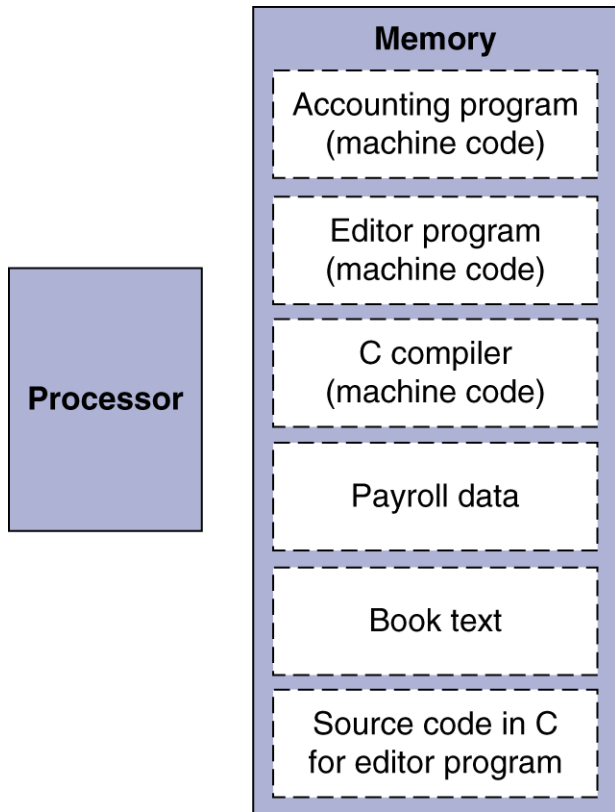 Memory
Accounting program
(machine code)
Editor program
(machine code)
C compiler
(machine code)
Processor
Payroll data
Book text
Source code in C
for editor program